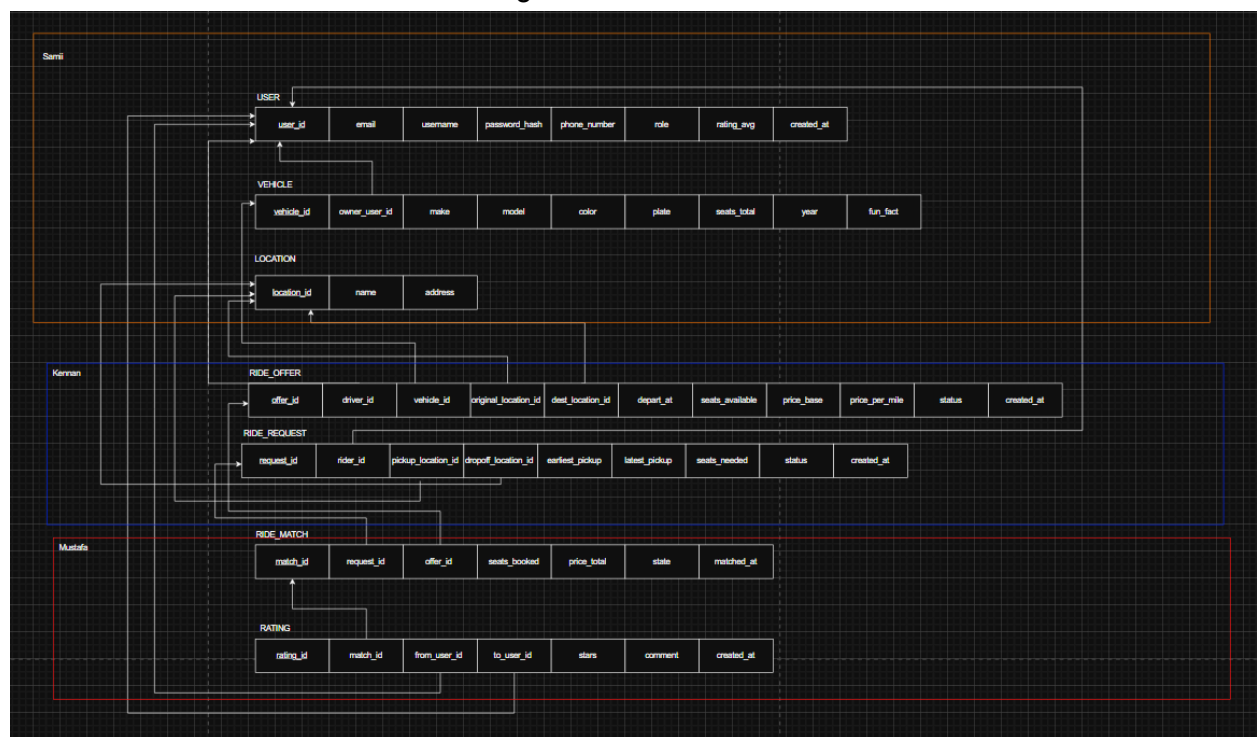 Samii
USER
user_id email username password_hash phone_number role rating_avg created_at
VEHICLE
vehicle_id owner_user_id make model color plate seats_total year fun_fact
LOCATION
location_id name address
Kennan
RIDE_OFFER
offer_id driver_id vehicle_id original_location_id dest_location_id depart_at seats_available price_base price_per_mile status created_at
RIDE_REQUEST
request_id rider_id pickup_location_id dropoff_location_id earliest_pickup latest_pickup seats_needed status created_at
RIDE_MATCH
Mustafa
match_id request_id offer_id seats_booked price_total state matched_at
RATING
rating_id match_id from_user_id to_user_id stars comment created_at